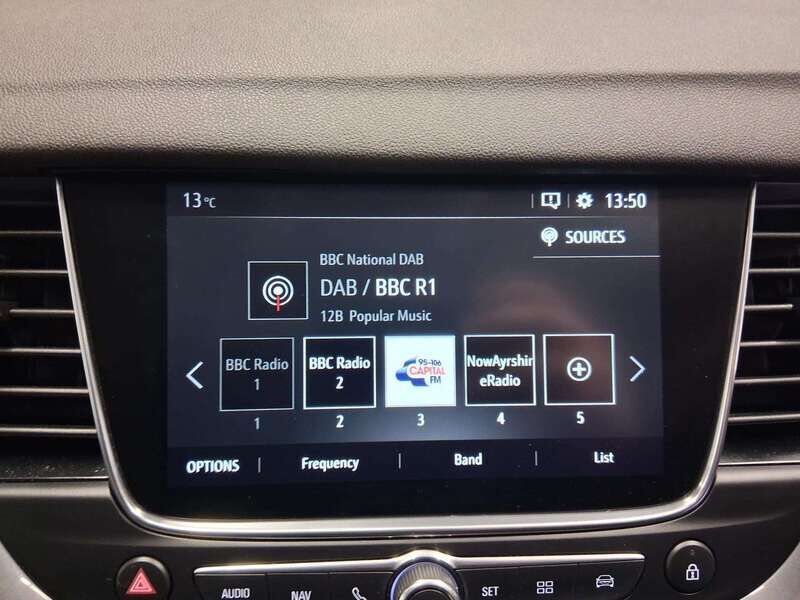 13°C
13:50
SOURCES
BBC National DAB
DAB / BBC R1
12B Popular Music
BBC Radio
1
BBC Radio
2
95-106
CAPITAL
FM
NowAyrshir
eRadio
1
2
3
4
5
OPTIONS
Frequency
Band
List
AUDIO
NAV
SET